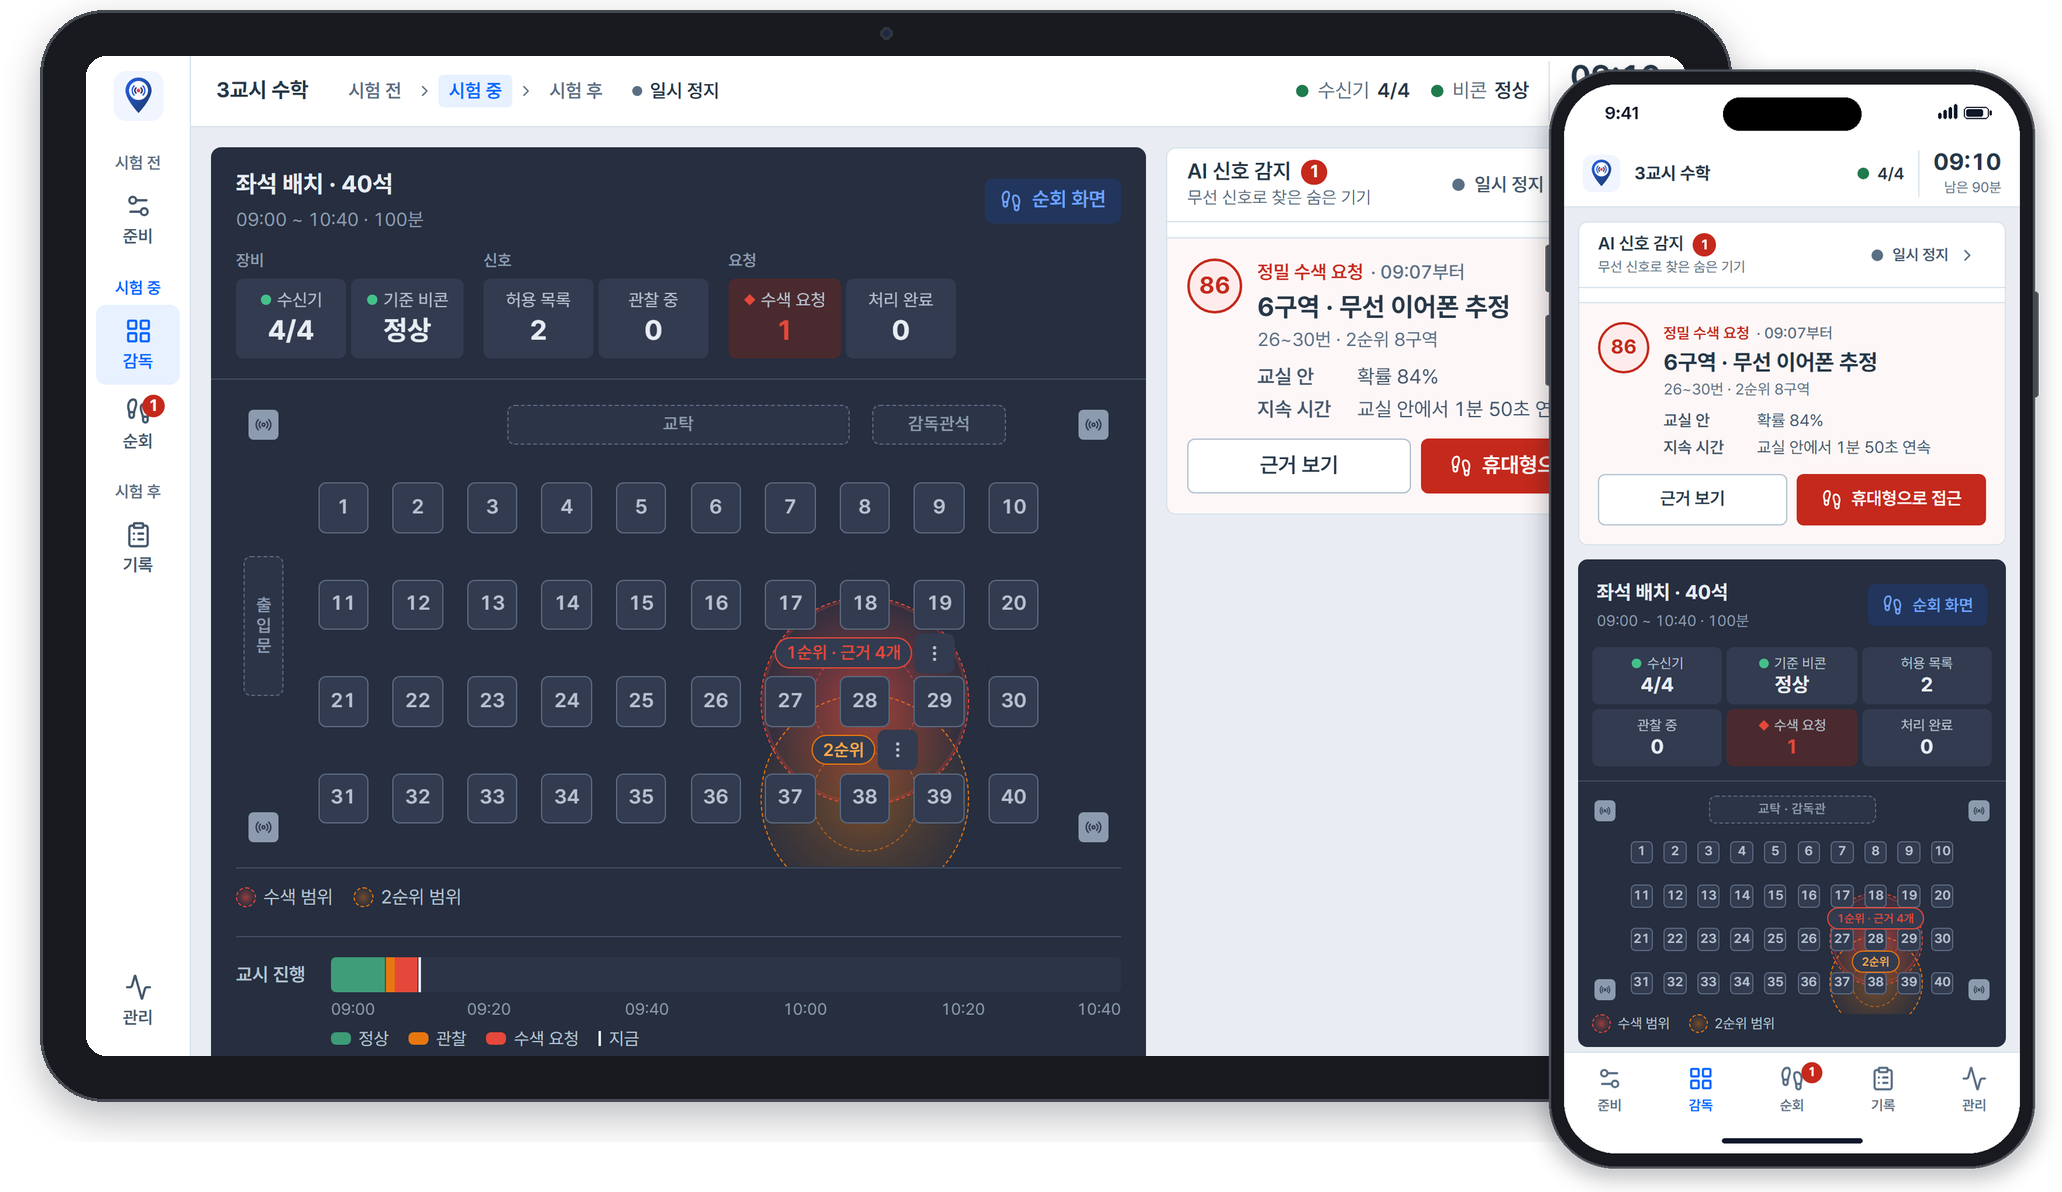 3교시 수학
시험 전 > 시험 중 > 시험 후
일시 정지
수신기 4/4
비콘 정상
시험 전
준비
시험 중
감독
순회
1
시험 후
기록
관리
좌석 배치 · 40석
09:00 ~ 10:40 · 100분
순회 화면
장비
신호
요청
수신기
4/4
기준 비콘
정상
허용 목록
2
관찰 중
0
수색 요청
1
처리 완료
0
교탁
감독관석
출입문
1 2 3 4 5 6 7 8 9 10
11 12 13 14 15 16 17 18 19 20
1순위 · 근거 4개
21 22 23 24 25 26 27 28 29 30
2순위
31 32 33 34 35 36 37 38 39 40
수색 범위
2순위 범위
교시 진행
09:00 09:20 09:40 10:00 10:20 10:40
정상 관찰 수색 요청 지금
AI 신호 감지 1
무선 신호로 찾은 숨은 기기
일시 정지
86
정밀 수색 요청 · 09:07부터
6구역 · 무선 이어폰 추정
26~30번 · 2순위 8구역
교실 안 확률 84%
지속 시간 교실 안에서 1분 50초 연
근거 보기
휴대형으
9:41
3교시 수학
4/4
09:10
남은 90분
AI 신호 감지 1
무선 신호로 찾은 숨은 기기
일시 정지
86
정밀 수색 요청 · 09:07부터
6구역 · 무선 이어폰 추정
26~30번 · 2순위 8구역
교실 안 확률 84%
지속 시간 교실 안에서 1분 50초 연속
근거 보기
휴대형으로 접근
좌석 배치 · 40석
09:00 ~ 10:40 · 100분
순회 화면
수신기
4/4
기준 비콘
정상
허용 목록
2
관찰 중
0
수색 요청
1
처리 완료
0
교탁 · 감독관
1 2 3 4 5 6 7 8 9 10
11 12 13 14 15 16 17 18 19 20
1순위 · 근거 4개
21 22 23 24 25 26 27 28 29 30
2순위
31 32 33 34 35 36 37 38 39 40
수색 범위
2순위 범위
준비
감독
순회
1
기록
관리